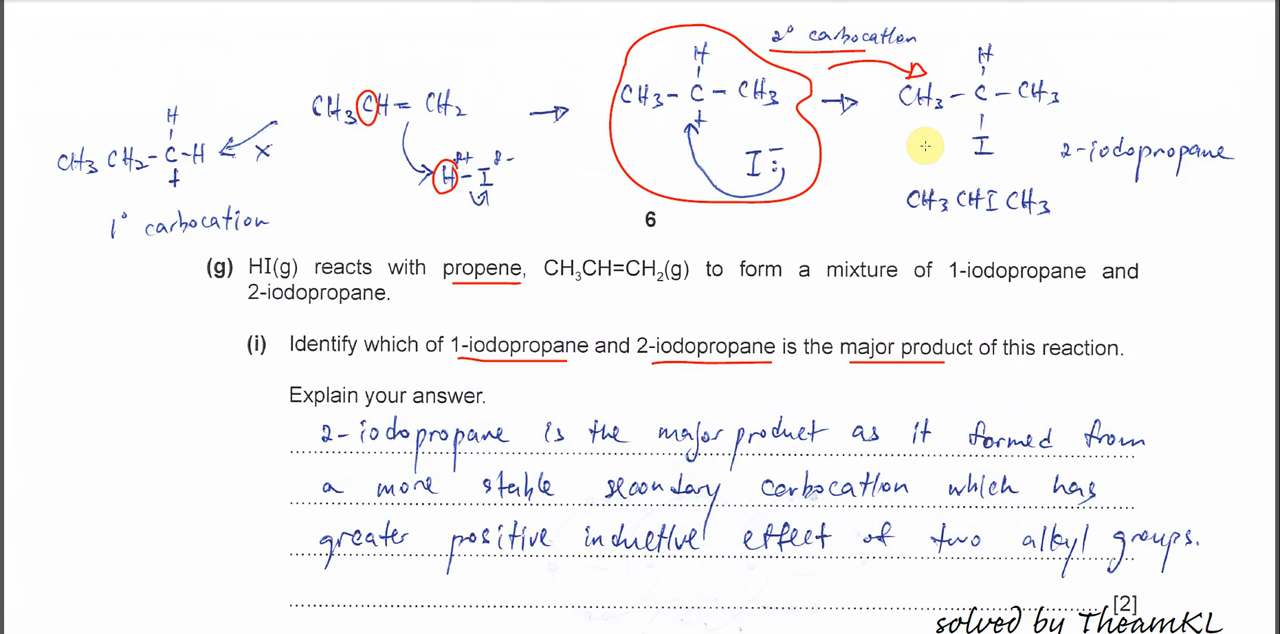 2° carbocation
H H
CH3 CH = CH2 → CH3 - C - CH3 → CH3 - C - CH3
H + I
CH3 CH2 - C - H ← x H δ+ - I δ- I:⁻ 2-iodopropane
+ CH3 CHI CH3
1° carbocation
6
(g) HI(g) reacts with propene, CH₃CH=CH₂(g) to form a mixture of 1-iodopropane and
2-iodopropane.
(i) Identify which of 1-iodopropane and 2-iodopropane is the major product of this reaction.
Explain your answer.
2-iodopropane is the major product as it formed from
a more stable secondary carbocation which has
greater positive inductive effect of two alkyl groups.
[2]
solved by TheamKL